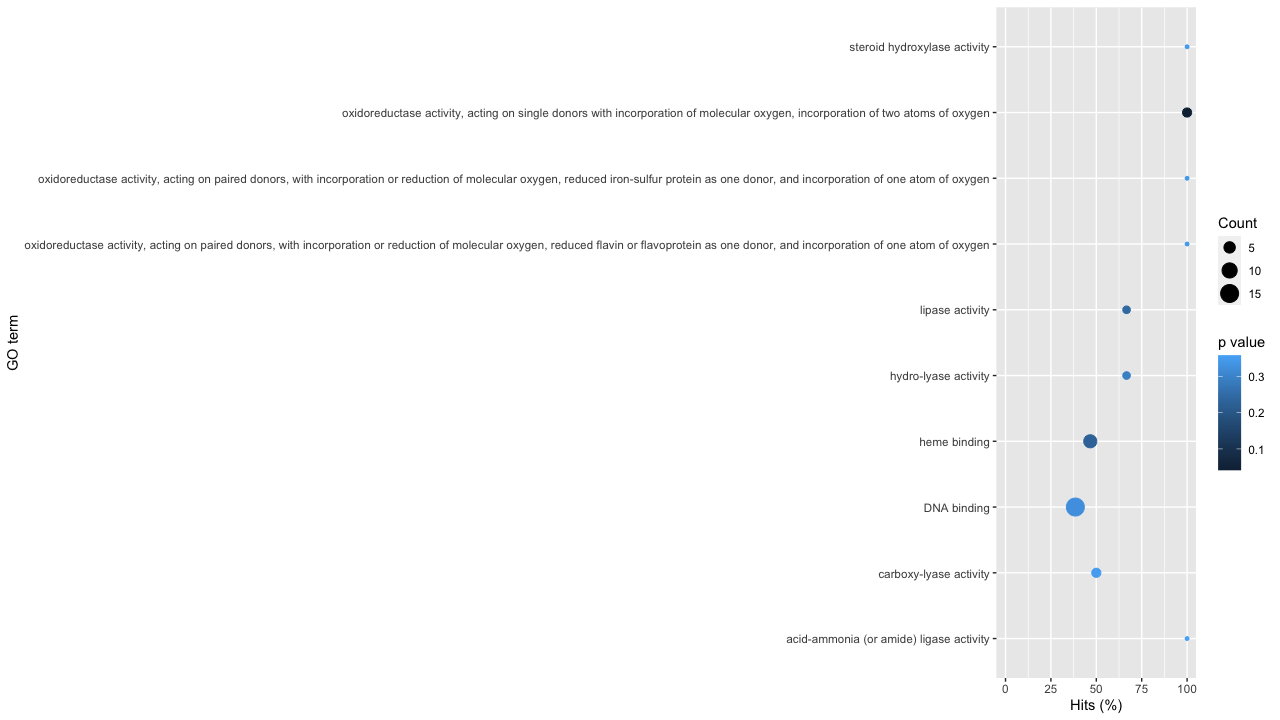 steroid hydroxylase activity
oxidoreductase activity, acting on single donors with incorporation of molecular oxygen, incorporation of two atoms of oxygen
oxidoreductase activity, acting on paired donors, with incorporation or reduction of molecular oxygen, reduced iron-sulfur protein as one donor, and incorporation of one atom of oxygen
oxidoreductase activity, acting on paired donors, with incorporation or reduction of molecular oxygen, reduced flavin or flavoprotein as one donor, and incorporation of one atom of oxygen
lipase activity
hydro-lyase activity
heme binding
DNA binding
carboxy-lyase activity
acid-ammonia (or amide) ligase activity
GO term
0 25 50 75 100
Hits (%)
Count
5
10
15
p value
0.3
0.2
0.1